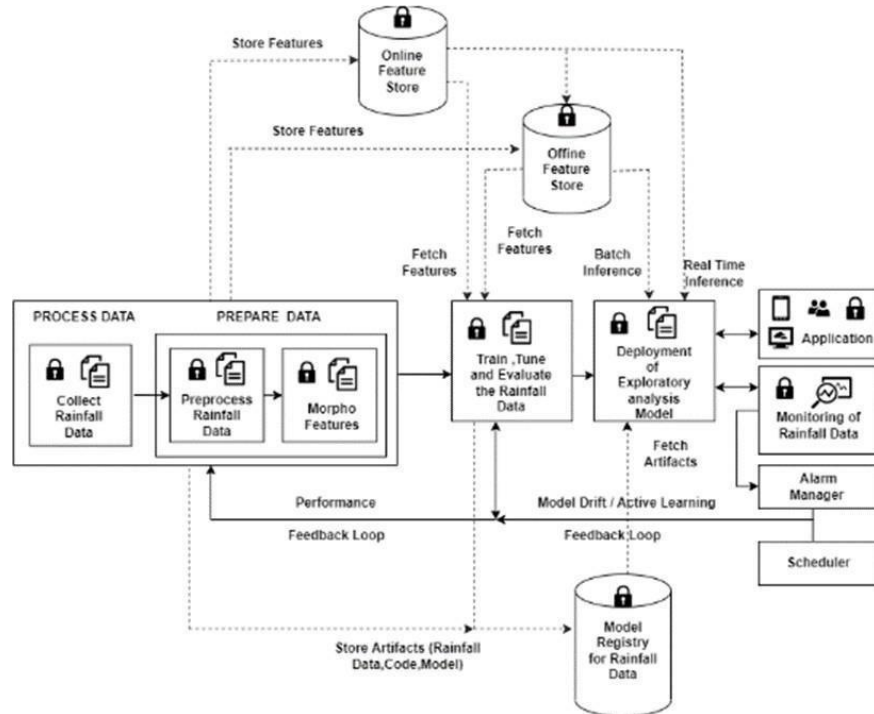 Store Features
Online
Feature
Store
Store Features
Offine
Feature
Store
Fetch
Features
Fetch
Features
Batch
Inference
Real Time
Inference
PROCESS DATA
PREPARE DATA
Collect
Rainfall
Data
Preprocess
Rainfall
Data
Morpho
Features
Train ,Tune
and Evaluate
the Rainfall
Data
Deployment
of
Exploratory
analysis
Model
Application
Monitoring of
Rainfall Data
Fetch
Artifacts
Alarm
Manager
Performance
Feedback Loop
Model Drift / Active Learning
Feedback Loop
Scheduler
Store Artifacts (Rainfall
Data,Code,Model)
Model
Registry
for Rainfall
Data